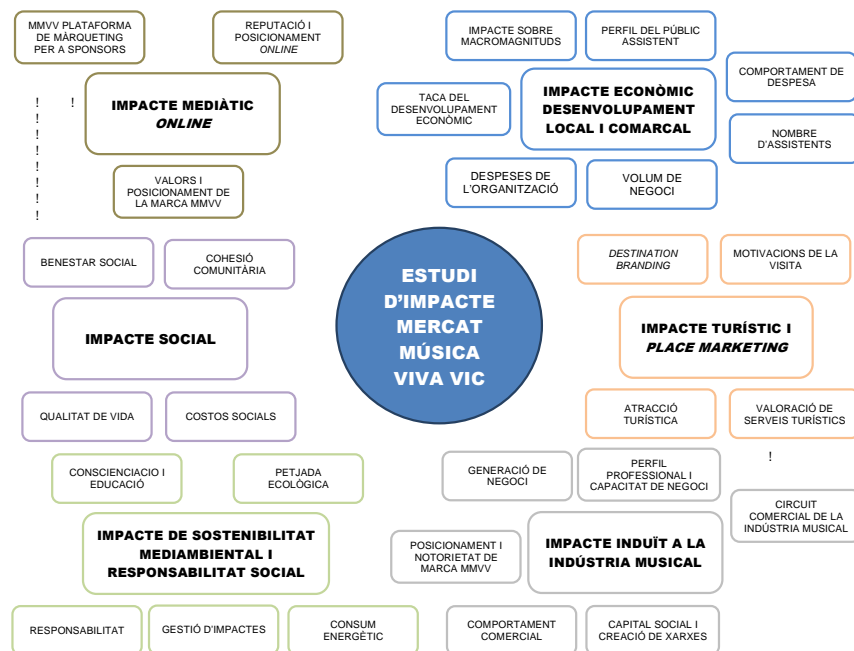 MMVV PLATAFORMA
DE MÀRQUETING
PER A SPONSORS
REPUTACIÓ I
POSICIONAMENT
ONLINE
!
!
!
!
!
!
!
!
!
!
IMPACTE MEDIÀTIC
ONLINE
VALORS I
POSICIONAMENT DE
LA MARCA MMVV
IMPACTE SOBRE
MACROMAGNITUDS
PERFIL DEL PÚBLIC
ASSISTENT
COMPORTAMENT DE
DESPESA
TACA DEL
DESENVOLUPAMENT
ECONÒMIC
IMPACTE ECONÒMIC
DESENVOLUPAMENT
LOCAL I COMARCAL
NOMBRE
D'ASSISTENTS
DESPESES DE
L'ORGANITZACIÓ
VOLUM DE
NEGOCI
BENESTAR SOCIAL
COHESIÓ
COMUNITÀRIA
IMPACTE SOCIAL
QUALITAT DE VIDA
COSTOS SOCIALS
ESTUDI
D'IMPACTE
MERCAT
MÚSICA
VIVA VIC
DESTINATION
BRANDING
MOTIVACIONS DE LA
VISITA
IMPACTE TURÍSTIC I
PLACE MARKETING
ATRACCIÓ
TURÍSTICA
VALORACIÓ DE
SERVEIS TURÍSTICS
!
CONSCIENCIACIO I
EDUCACIÓ
PETJADA
ECOLÒGICA
IMPACTE DE SOSTENIBILITAT
MEDIAMBIENTAL I
RESPONSABILITAT SOCIAL
RESPONSABILITAT
GESTIÓ D'IMPACTES
CONSUM
ENERGÈTIC
GENERACIÓ DE
NEGOCI
PERFIL
PROFESSIONAL I
CAPACITAT DE NEGOCI
CIRCUIT
COMERCIAL DE LA
INDÚSTRIA MUSICAL
POSICIONAMENT I
NOTORIETAT DE
MARCA MMVV
IMPACTE INDUÏT A LA
INDÚSTRIA MUSICAL
COMPORTAMENT
COMERCIAL
CAPITAL SOCIAL I
CREACIÓ DE XARXES